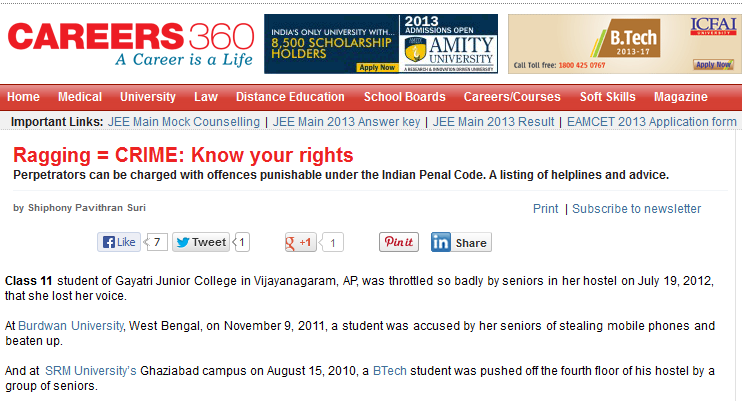 CAREERS 360
A Career is a Life
INDIA'S ONLY UNIVERSITY WITH...
8,500 SCHOLARSHIP
HOLDERS
Apply Now
2013
ADMISSIONS OPEN
AMITY
UNIVERSITY
A RESEARCH & INNOVATION DRIVEN UNIVERSITY
B.Tech
2013-17
Call Toll free: 1800 425 0767
ICFAI
UNIVERSITY
Apply Now
Home Medical University Law Distance Education School Boards Careers/Courses Soft Skills Magazine
Important Links: JEE Main Mock Counselling | JEE Main 2013 Answer key | JEE Main 2013 Result | EAMCET 2013 Application form
Ragging = CRIME: Know your rights
Perpetrators can be charged with offences punishable under the Indian Penal Code. A listing of helplines and advice.
by Shiphony Pavithran Suri
Print | Subscribe to newsletter
Like 7 Tweet 1 +1 1 Pin it in Share
Class 11 student of Gayatri Junior College in Vijayanagaram, AP, was throttled so badly by seniors in her hostel on July 19, 2012,
that she lost her voice.
At Burdwan University, West Bengal, on November 9, 2011, a student was accused by her seniors of stealing mobile phones and
beaten up.
And at SRM University's Ghaziabad campus on August 15, 2010, a BTech student was pushed off the fourth floor of his hostel by a
group of seniors.